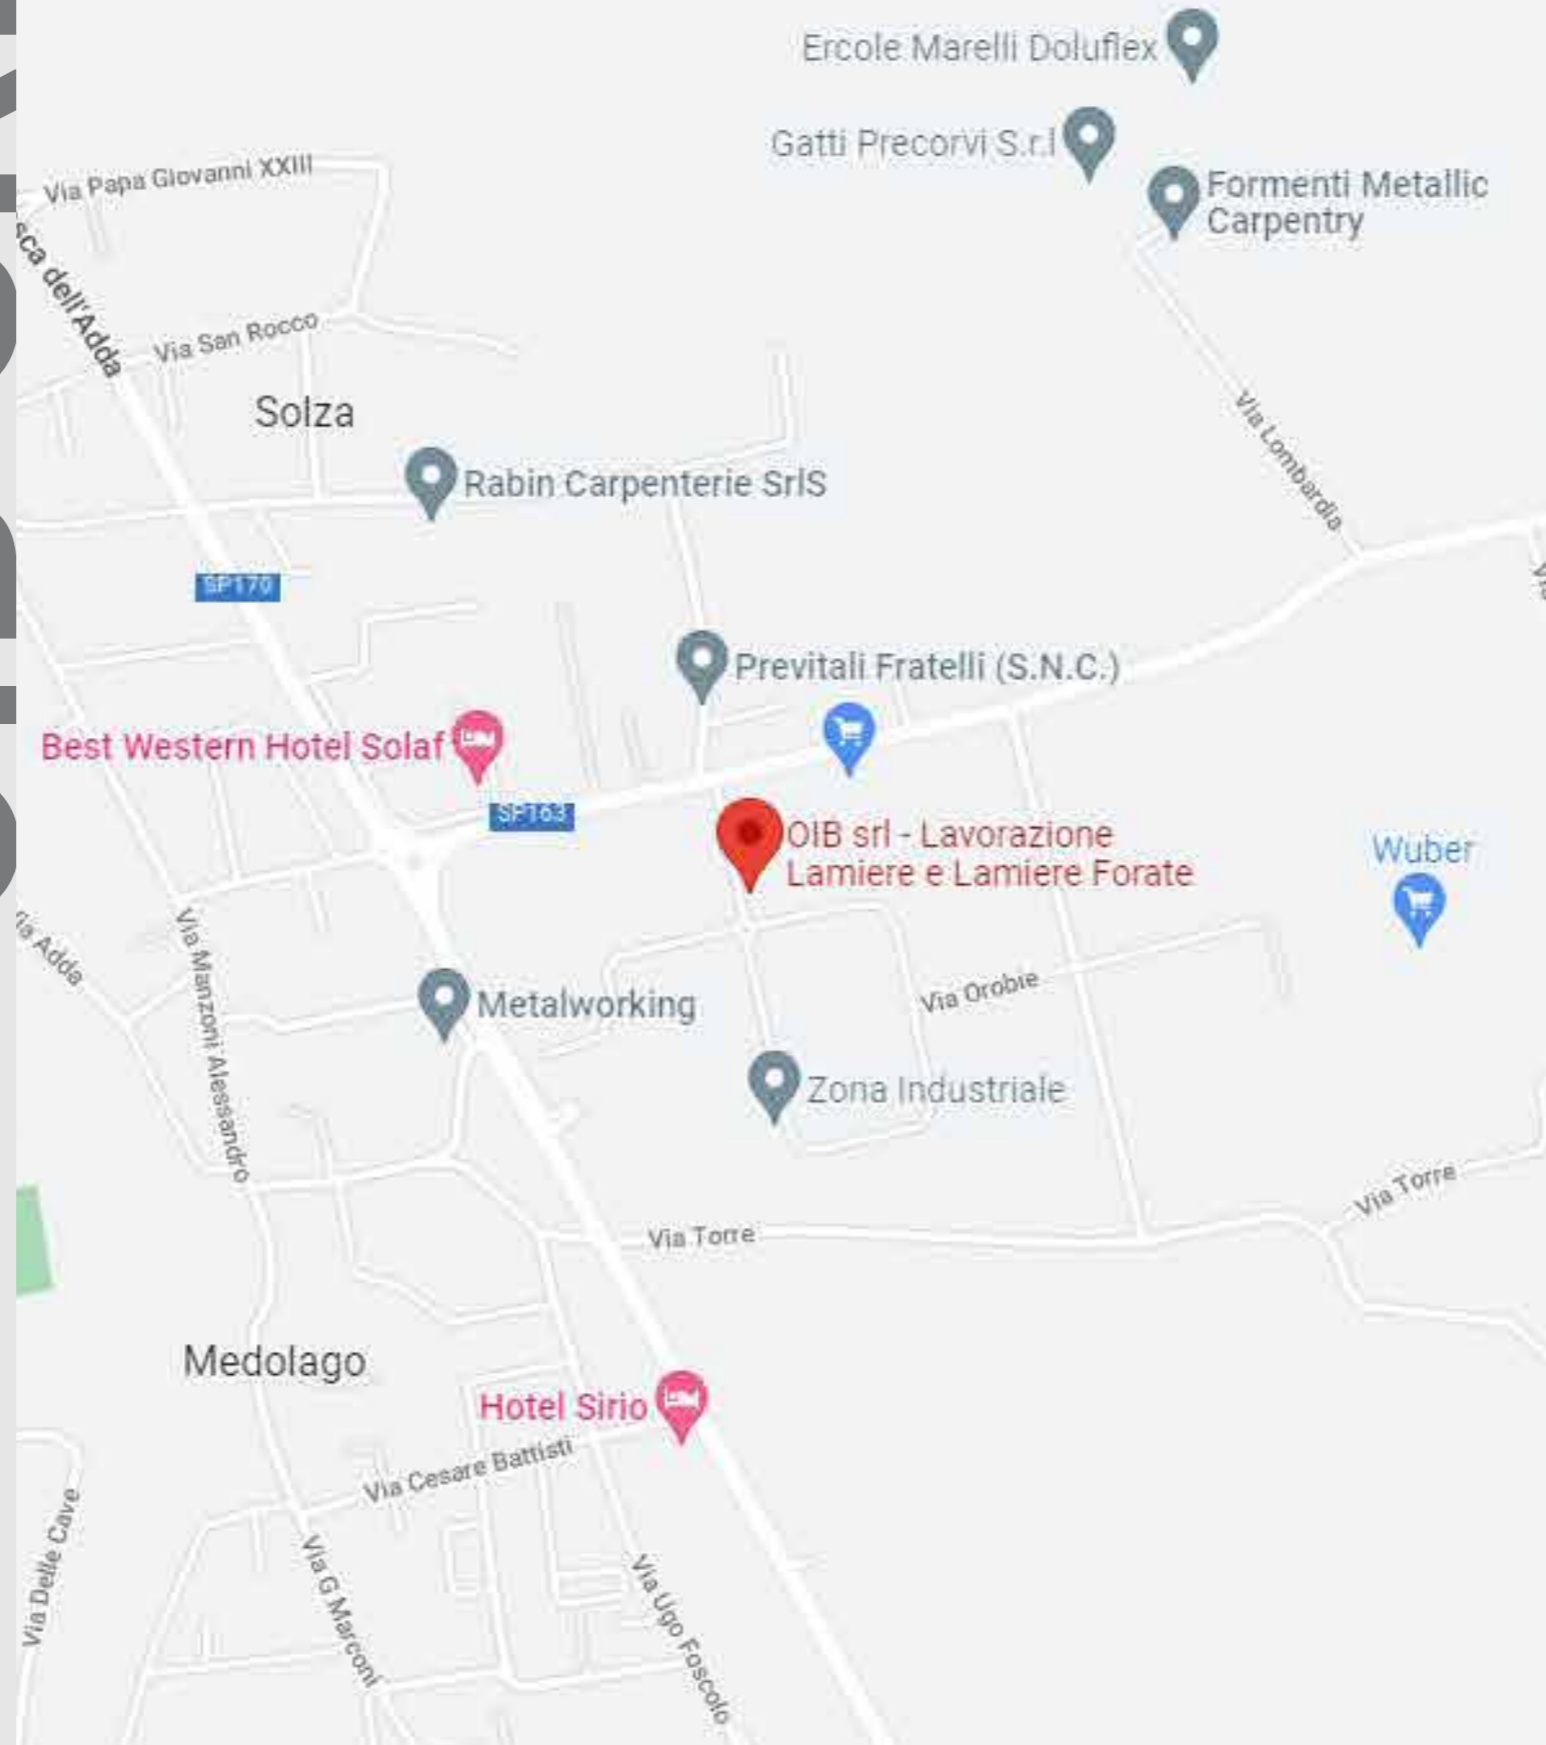 Ercole Marelli Doluflex
Gatti Precorvi S.r.l
Formenti Metallic
Carpentry
Via Papa Giovanni XXIII
sca dell'Adda
Via San Rocco
Solza
Via Lombardia
Rabin Carpenterie SrlS
SP170
Previtali Fratelli (S.N.C.)
Best Western Hotel Solaf
SP163
OIB srl - Lavorazione
Lamiere e Lamiere Forate
Wuber
Via Adda
Via Manzoni Alessandro
Metalworking
Via Orobie
Zona Industriale
Via Torre
Via Torre
Medolago
Hotel Sirio
Via Cesare Battisti
Via Delle Cave
Via G Marconi
Via Ugo Foscolo